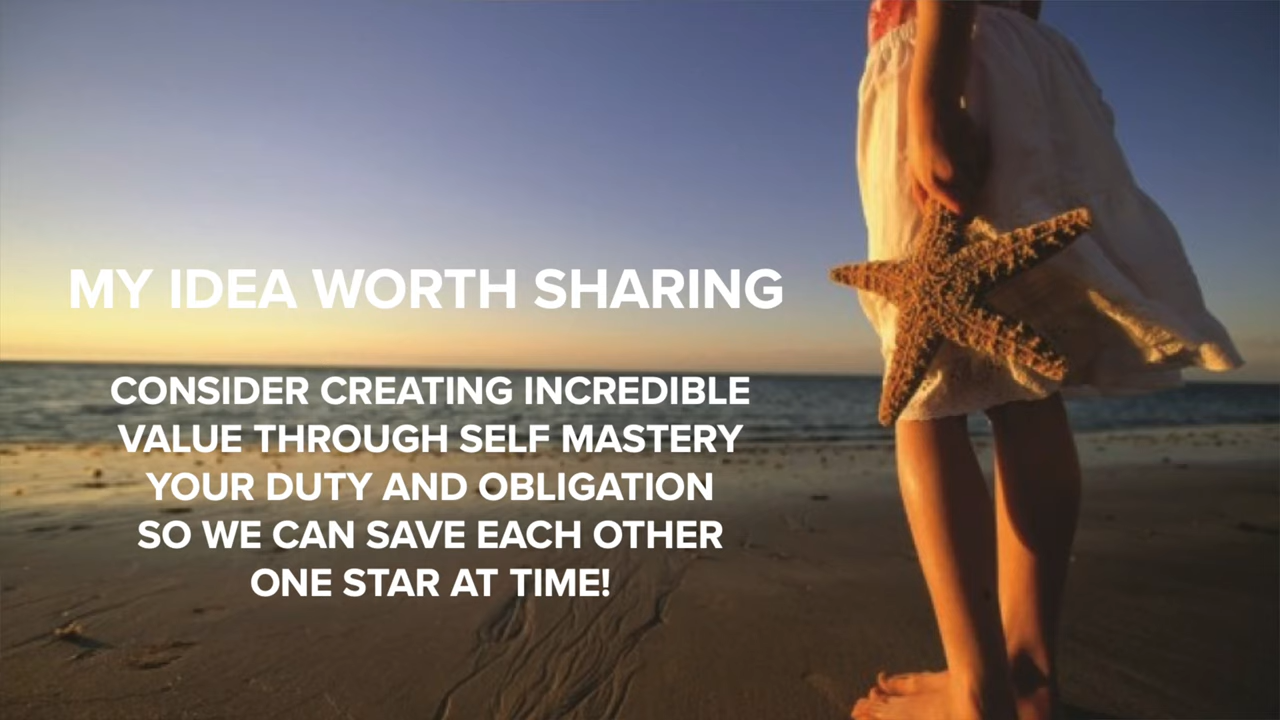 MY IDEA WORTH SHARING
CONSIDER CREATING INCREDIBLE
VALUE THROUGH SELF MASTERY
YOUR DUTY AND OBLIGATION
SO WE CAN SAVE EACH OTHER
ONE STAR AT TIME!